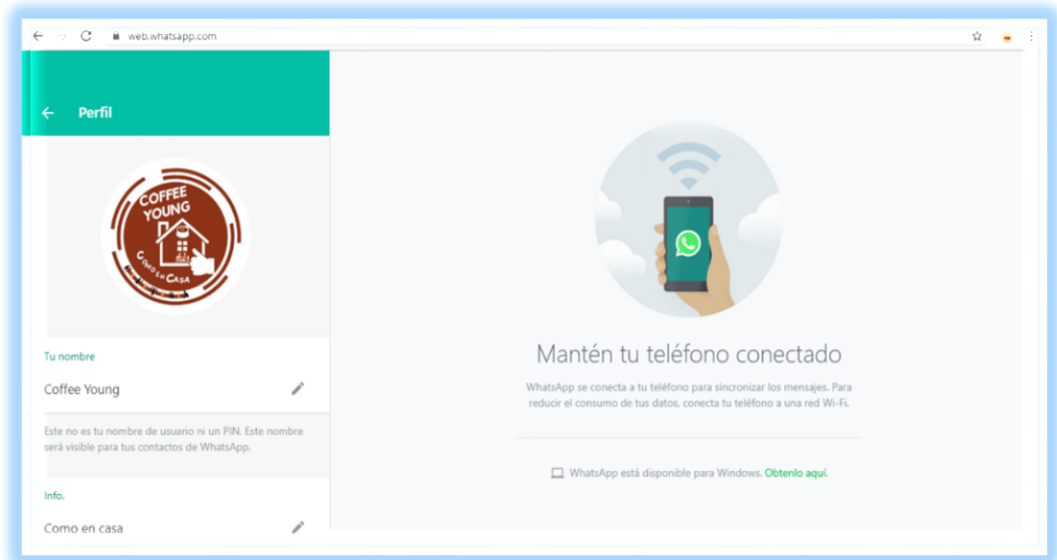 web.whatsapp.com
Perfil
COFFEE
YOUNG
COMO EN CASA
Tu nombre
Coffee Young
Este no es tu nombre de usuario ni un PIN. Este nombre
será visible para tus contactos de WhatsApp.
Info.
Como en casa
Mantén tu teléfono conectado
WhatsApp se conecta a tu teléfono para sincronizar los mensajes. Para
reducir el consumo de tus datos, conecta tu teléfono a una red Wi-Fi.
WhatsApp está disponible para Windows. Obtenlo aquí.